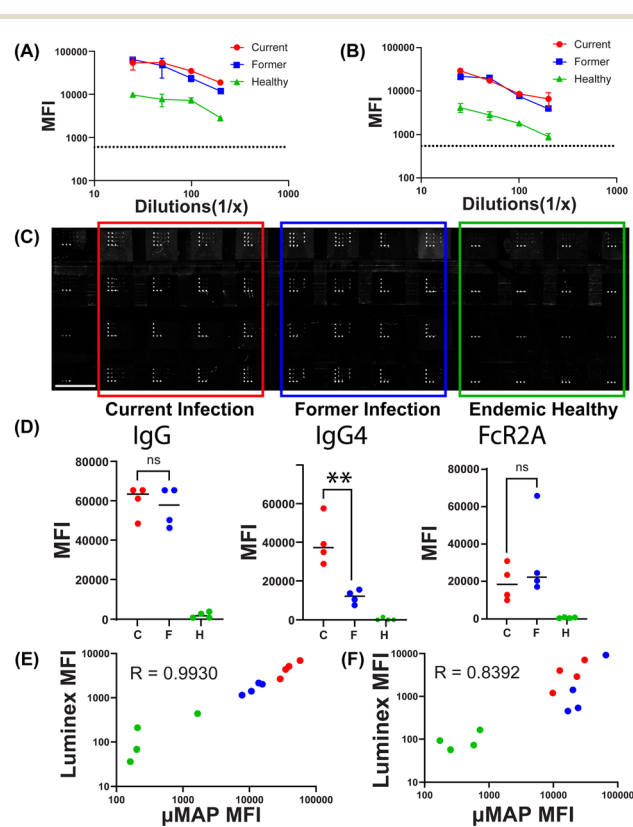 (A)
100000
10000
1000
100
MFI
10
100
1000
Dilutions(1/x)
Current
Former
Healthy
(B)
100000
10000
1000
100
MFI
10
100
1000
Dilutions(1/x)
Current
Former
Healthy
(C)
Current Infection
Former Infection
Endemic Healthy
(D)
IgG
80000
60000
40000
20000
0
MFI
ns
C F H
IgG4
80000
60000
40000
20000
0
MFI
**
C F H
FcR2A
80000
60000
40000
20000
0
MFI
ns
C F H
(E)
10000
1000
100
10
Luminex MFI
R = 0.9930
100 1000 10000 100000
µMAP MFI
(F)
10000
1000
100
10
Luminex MFI
R = 0.8392
100 1000 10000 100000
µMAP MFI